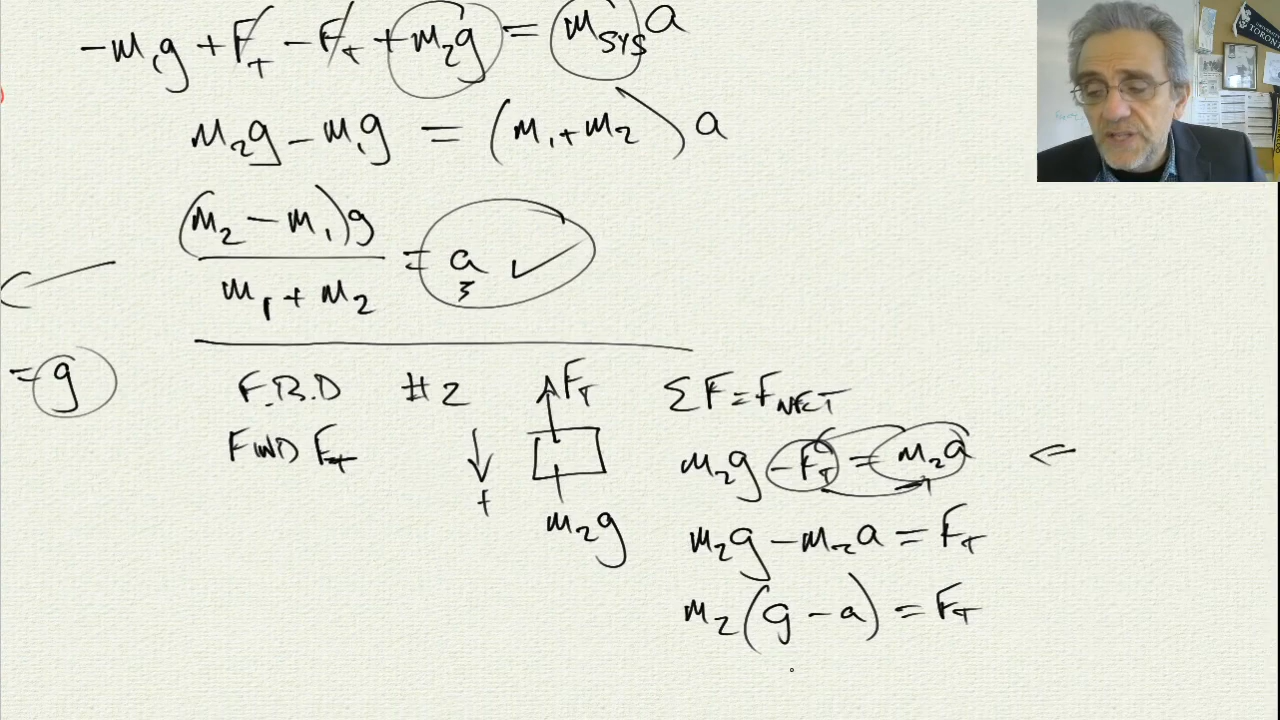 -m₁g + F_T - F_T + m₂g = m_SYS a
m₂g - m₁g = (m₁ + m₂) a
(m₂ - m₁)g
= a ✓
m₁ + m₂
= g
F.B.D #2
FIND F_T
F_T
+
m₂g
ΣF = F_NET
m₂g - F_T = m₂a
m₂g - m₂a = F_T
m₂(g - a) = F_T
TORONTO